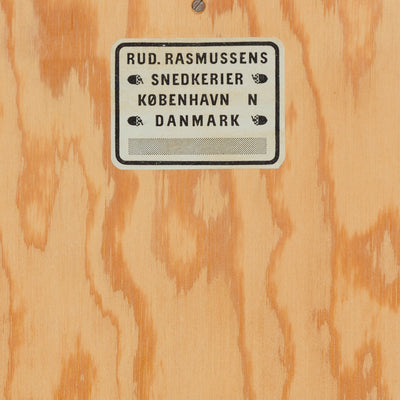 RUD. RASMUSSENS
SNEDKERIER
KØBENHAVN N
DANMARK